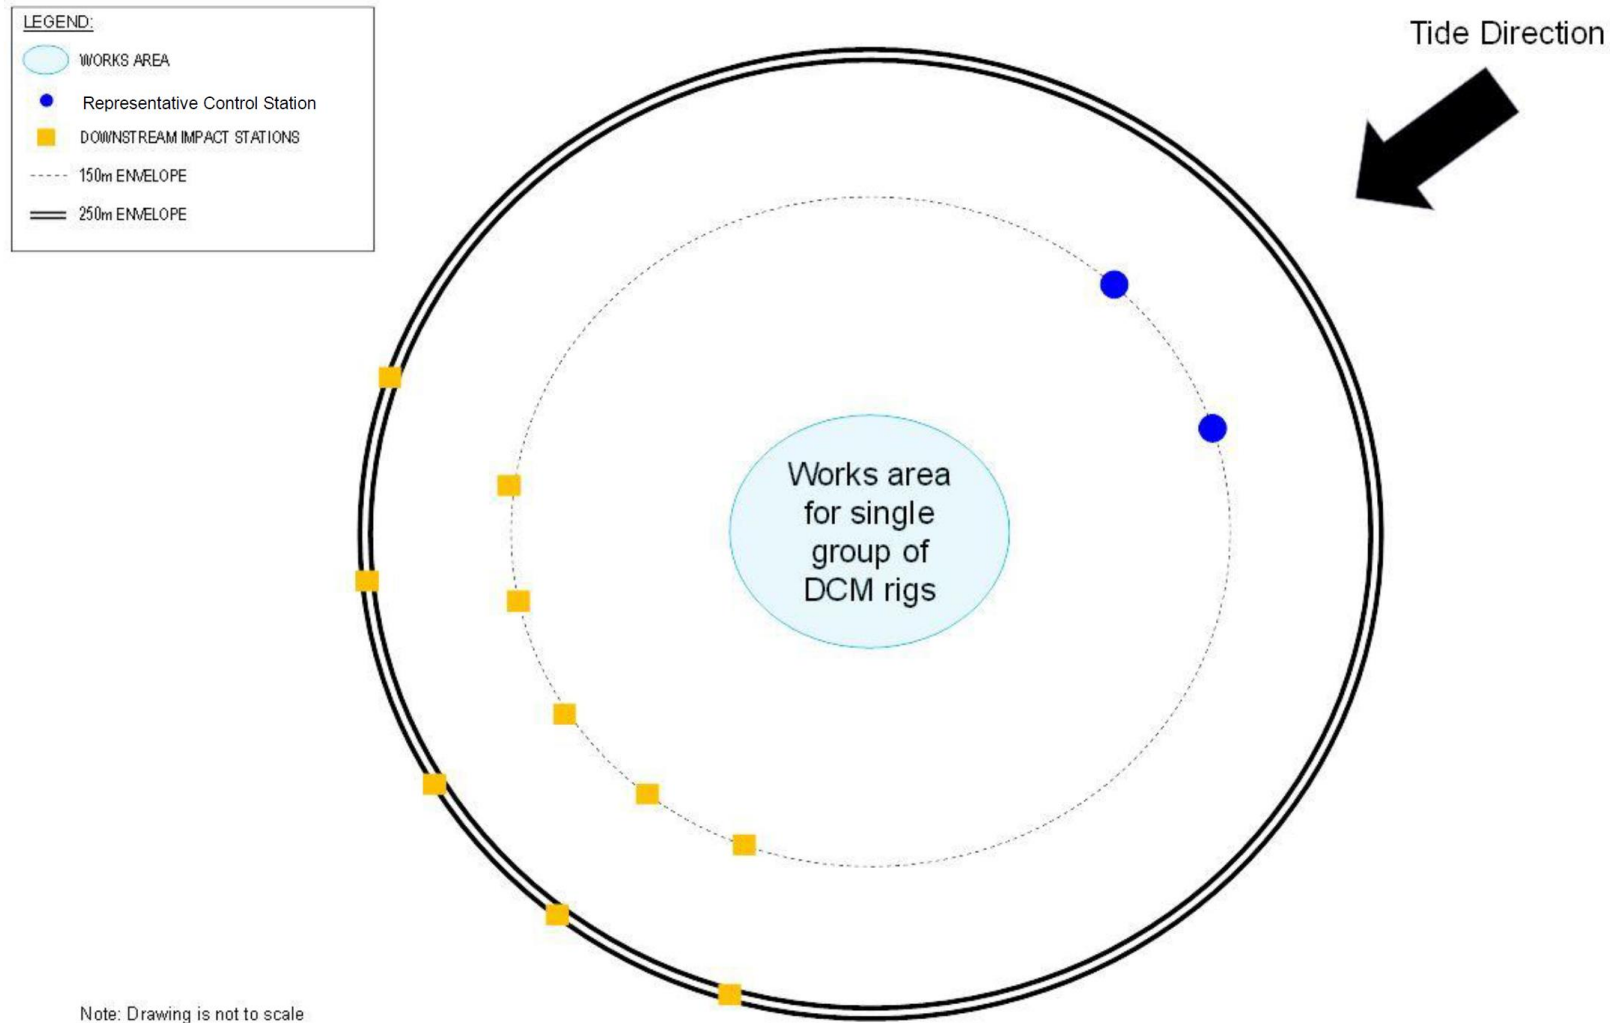 LEGEND:
WORKS AREA
Representative Control Station
DOWNSTREAM IMPACT STATIONS
150m ENVELOPE
250m ENVELOPE
Tide Direction
Works area
for single
group of
DCM rigs
Note: Drawing is not to scale